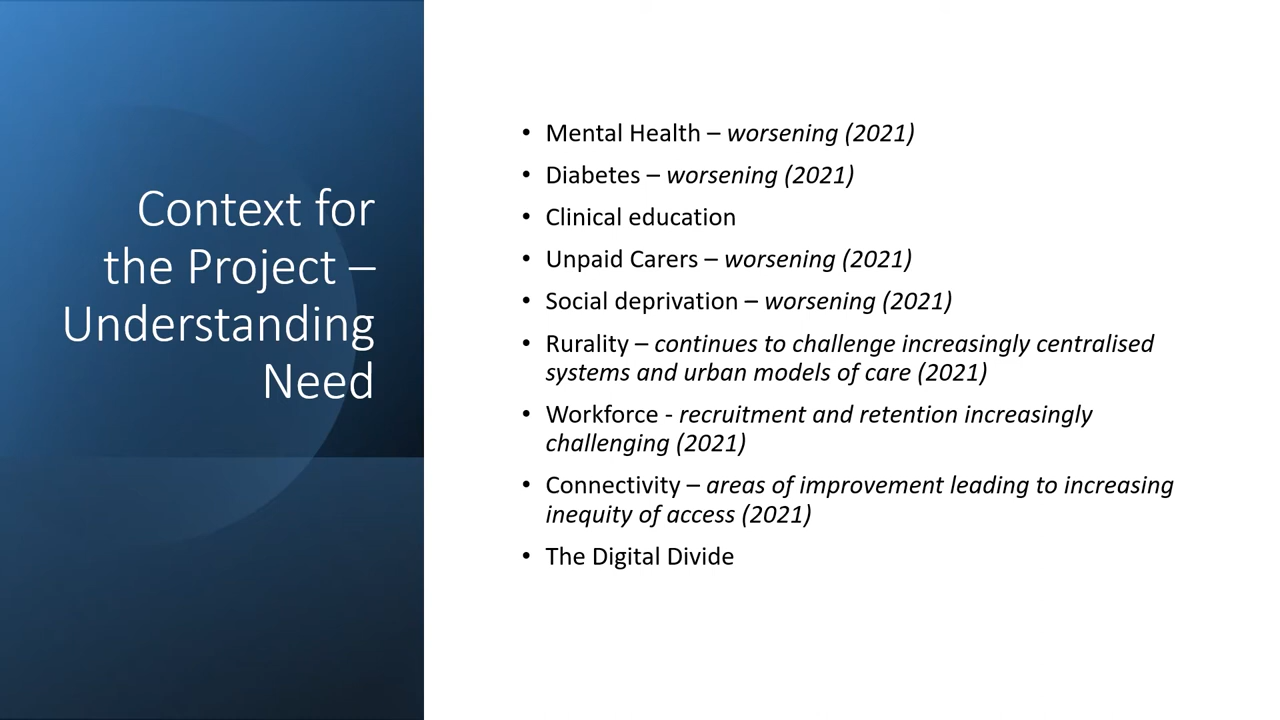 Context for
the Project –
Understanding
Need
• Mental Health – worsening (2021)
• Diabetes – worsening (2021)
• Clinical education
• Unpaid Carers – worsening (2021)
• Social deprivation – worsening (2021)
• Rurality – continues to challenge increasingly centralised
systems and urban models of care (2021)
• Workforce - recruitment and retention increasingly
challenging (2021)
• Connectivity – areas of improvement leading to increasing
inequity of access (2021)
• The Digital Divide